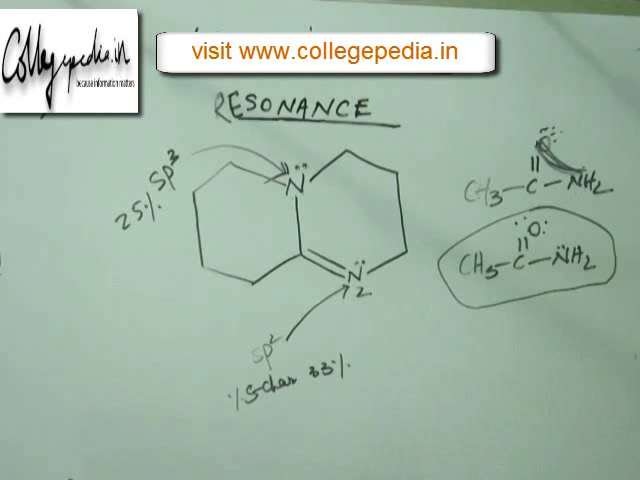 Collegepedia.in
because information matters
visit www.collegepedia.in
RESONANCE
25% SP³
N̈
N̈
2
SP²
% S-char 33%
O
CH₃-C-NH₂
:O:
CH₃-C-N̈H₂